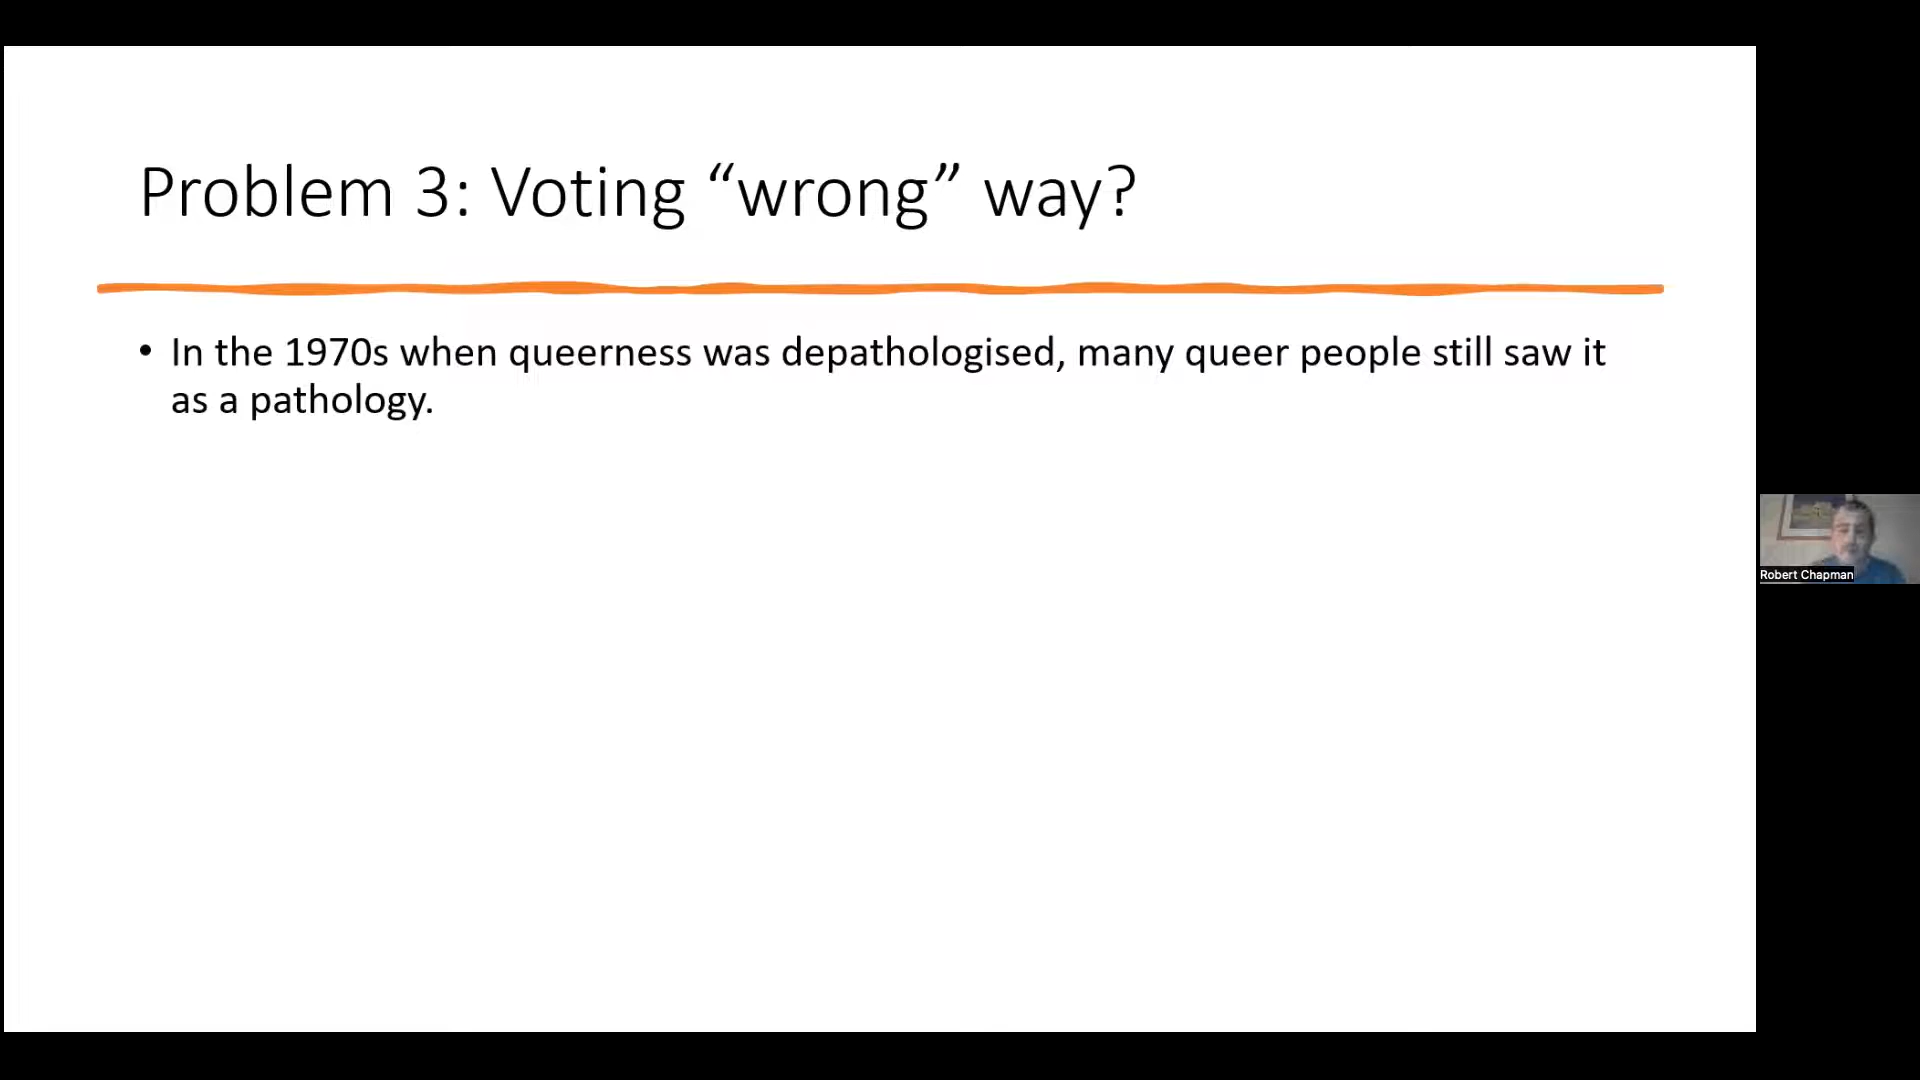 Problem 3: Voting “wrong” way?
• In the 1970s when queerness was depathologised, many queer people still saw it
as a pathology.
Robert Chapman